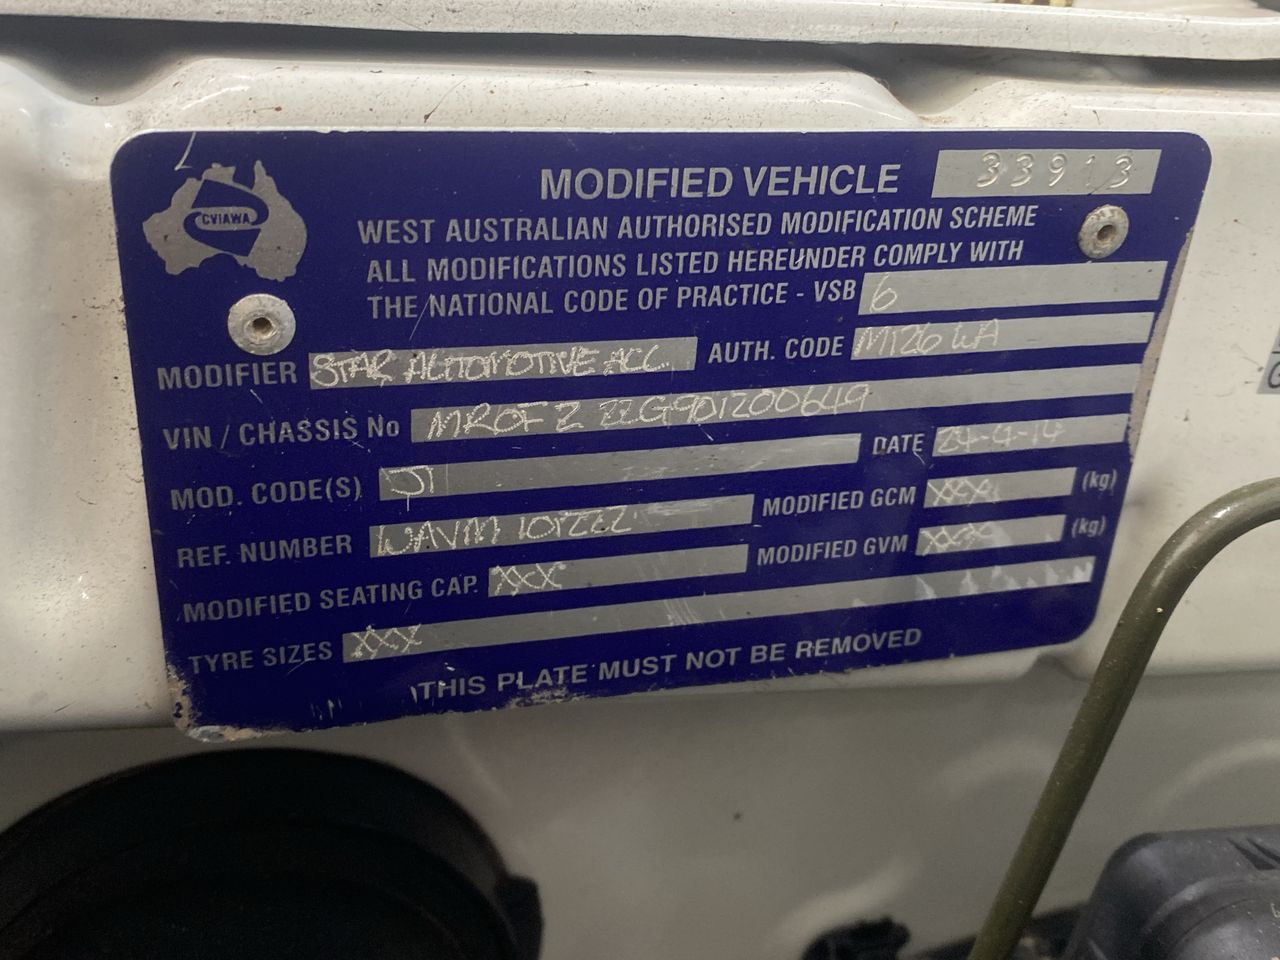 CVIAWA
MODIFIED VEHICLE 33913
WEST AUSTRALIAN AUTHORISED MODIFICATION SCHEME
ALL MODIFICATIONS LISTED HEREUNDER COMPLY WITH
THE NATIONAL CODE OF PRACTICE - VSB 6
MODIFIER STAR AUTOMOTIVE ACC. AUTH. CODE M126 WA
VIN / CHASSIS No MR0FZ22G901200649
MOD. CODE(S) J1 DATE 24-4-14
REF. NUMBER MODIFIED GCM XXX (kg)
MODIFIED SEATING CAP. XXX MODIFIED GVM XXX (kg)
TYRE SIZES XXX
THIS PLATE MUST NOT BE REMOVED